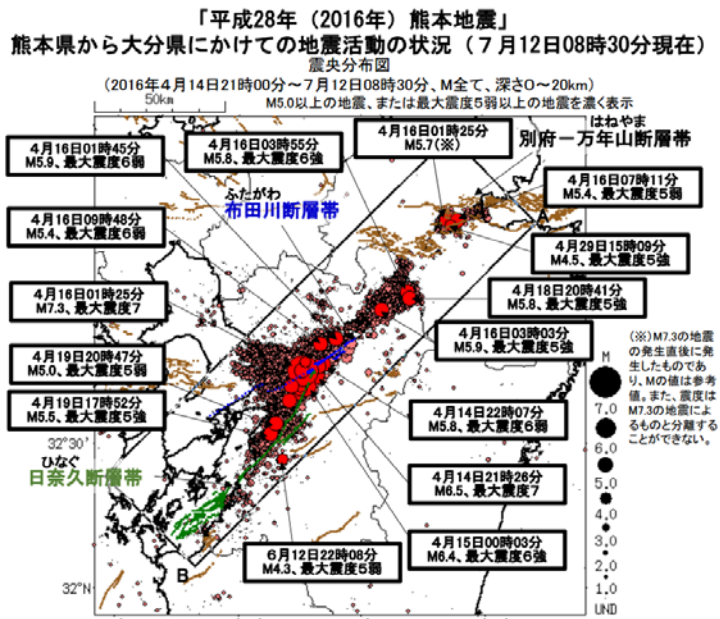 「平成28年（2016年）熊本地震」
熊本県から大分県にかけての地震活動の状況（７月12日08時30分現在）
震央分布図
（2016年４月14日21時00分～７月12日08時30分、M全て、深さ0～20km）
50km
M5.0以上の地震、または最大震度5弱以上の地震を濃く表示
はねやま
別府－万年山断層帯
4月16日01時45分
M5.9、最大震度6弱
4月16日03時55分
M5.8、最大震度6強
4月16日01時25分
M5.7(※)
4月16日07時11分
M5.4、最大震度5弱
ふたがわ
布田川断層帯
A
4月16日09時48分
M5.4、最大震度6弱
4月29日15時09分
M4.5、最大震度5強
4月16日01時25分
M7.3、最大震度7
4月18日20時41分
M5.8、最大震度5強
4月16日03時03分
M5.9、最大震度5強
4月19日20時47分
M5.0、最大震度5弱
4月19日17時52分
M5.5、最大震度5強
4月14日22時07分
M5.8、最大震度6弱
32°30'
ひなぐ
日奈久断層帯
4月14日21時26分
M6.5、最大震度7
4月15日00時03分
M6.4、最大震度6強
6月12日22時08分
M4.3、最大震度5弱
B
32°N
(※)M7.3の地震
の発生直後に発
生したものであ
り、Mの値は参考
値。また、震度は
M7.3の地震に
よるものと分離する
ことができない。
M
7.0
6.0
5.0
4.0
3.0
2.0
1.0
UND